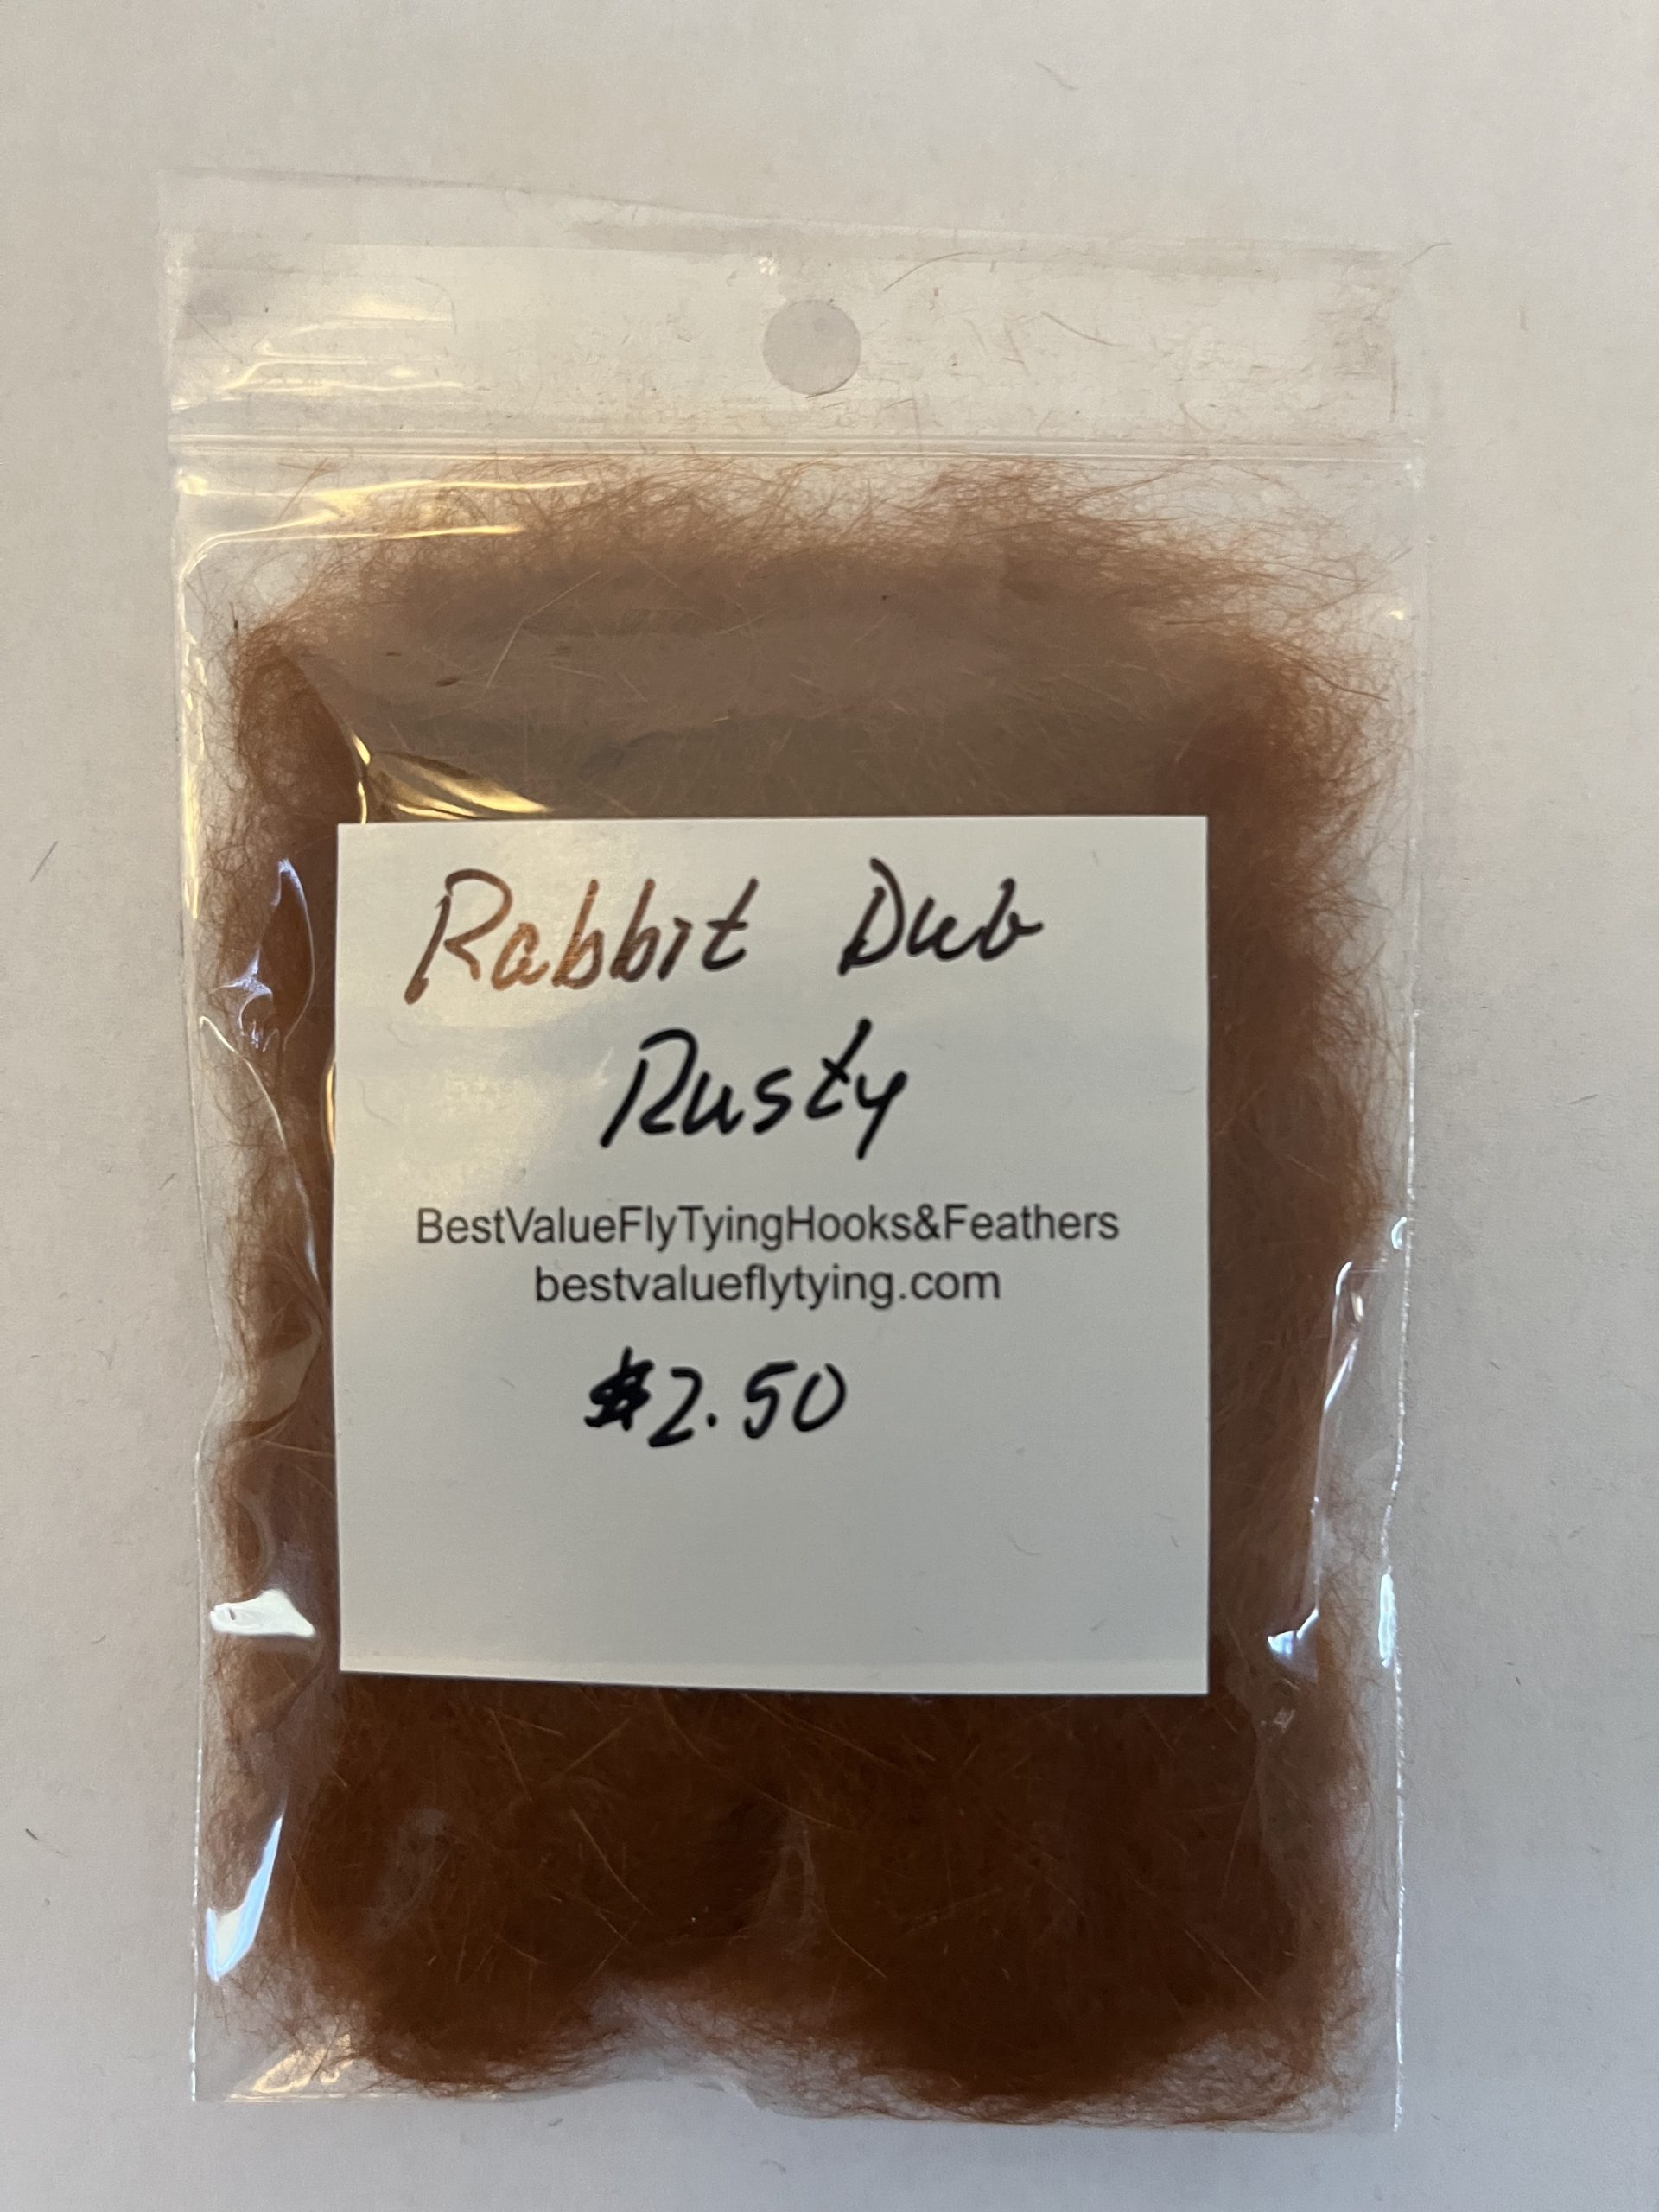 Rabbit Dub
Rusty
BestValueFlyTyingHooks&Feathers
bestvalueflytying.com
$2.50